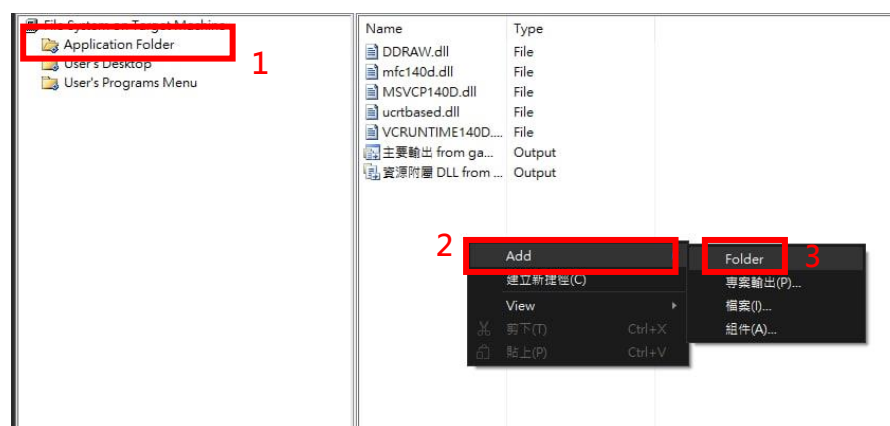 File System on Target Machine
Application Folder
User's Desktop
User's Programs Menu
1
Name Type
DDRAW.dll File
mfc140d.dll File
MSVCP140D.dll File
ucrtbased.dll File
VCRUNTIME140D.... File
主要輸出 from ga... Output
資源附屬 DLL from ... Output
2
Add
建立新捷徑(C)
View
剪下(T) Ctrl+X
貼上(P) Ctrl+V
Folder 3
專案輸出(P)...
檔案(I)...
組件(A)...